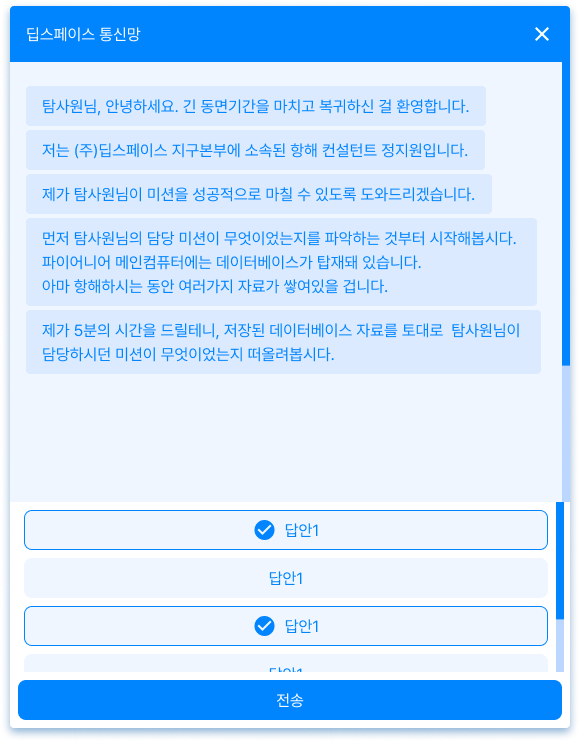 딥스페이스 통신망
탐사원님, 안녕하세요. 긴 동면기간을 마치고 복귀하신 걸 환영합니다.
저는 (주)딥스페이스 지구본부에 소속된 항해 컨설턴트 정지원입니다.
제가 탐사원님이 미션을 성공적으로 마칠 수 있도록 도와드리겠습니다.
먼저 탐사원님의 담당 미션이 무엇이었는지를 파악하는 것부터 시작해봅시다.
파이어니어 메인컴퓨터에는 데이터베이스가 탑재돼 있습니다.
아마 항해하시는 동안 여러가지 자료가 쌓여있을 겁니다.
제가 5분의 시간을 드릴테니, 저장된 데이터베이스 자료를 토대로 탐사원님이
담당하시던 미션이 무엇이었는지 떠올려봅시다.
답안1
답안1
답안1
답안1
전송